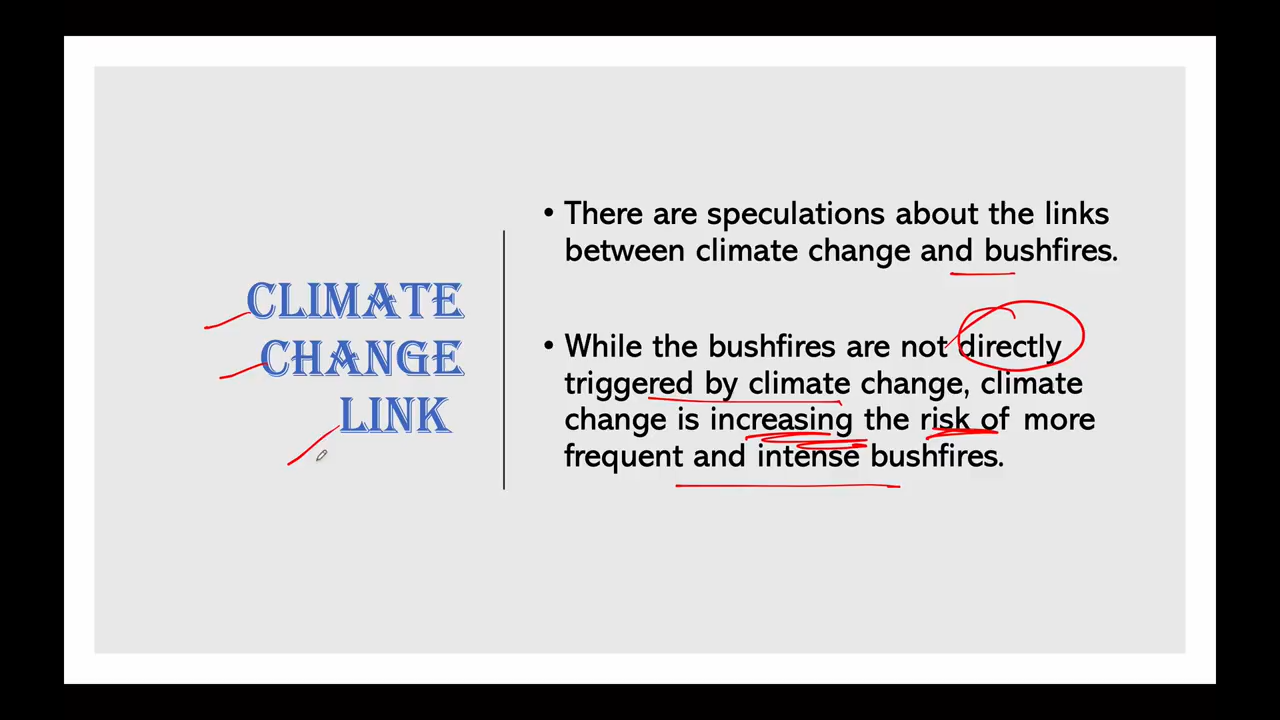 CLIMATE
CHANGE
LINK
• There are speculations about the links
between climate change and bushfires.
• While the bushfires are not directly
triggered by climate change, climate
change is increasing the risk of more
frequent and intense bushfires.